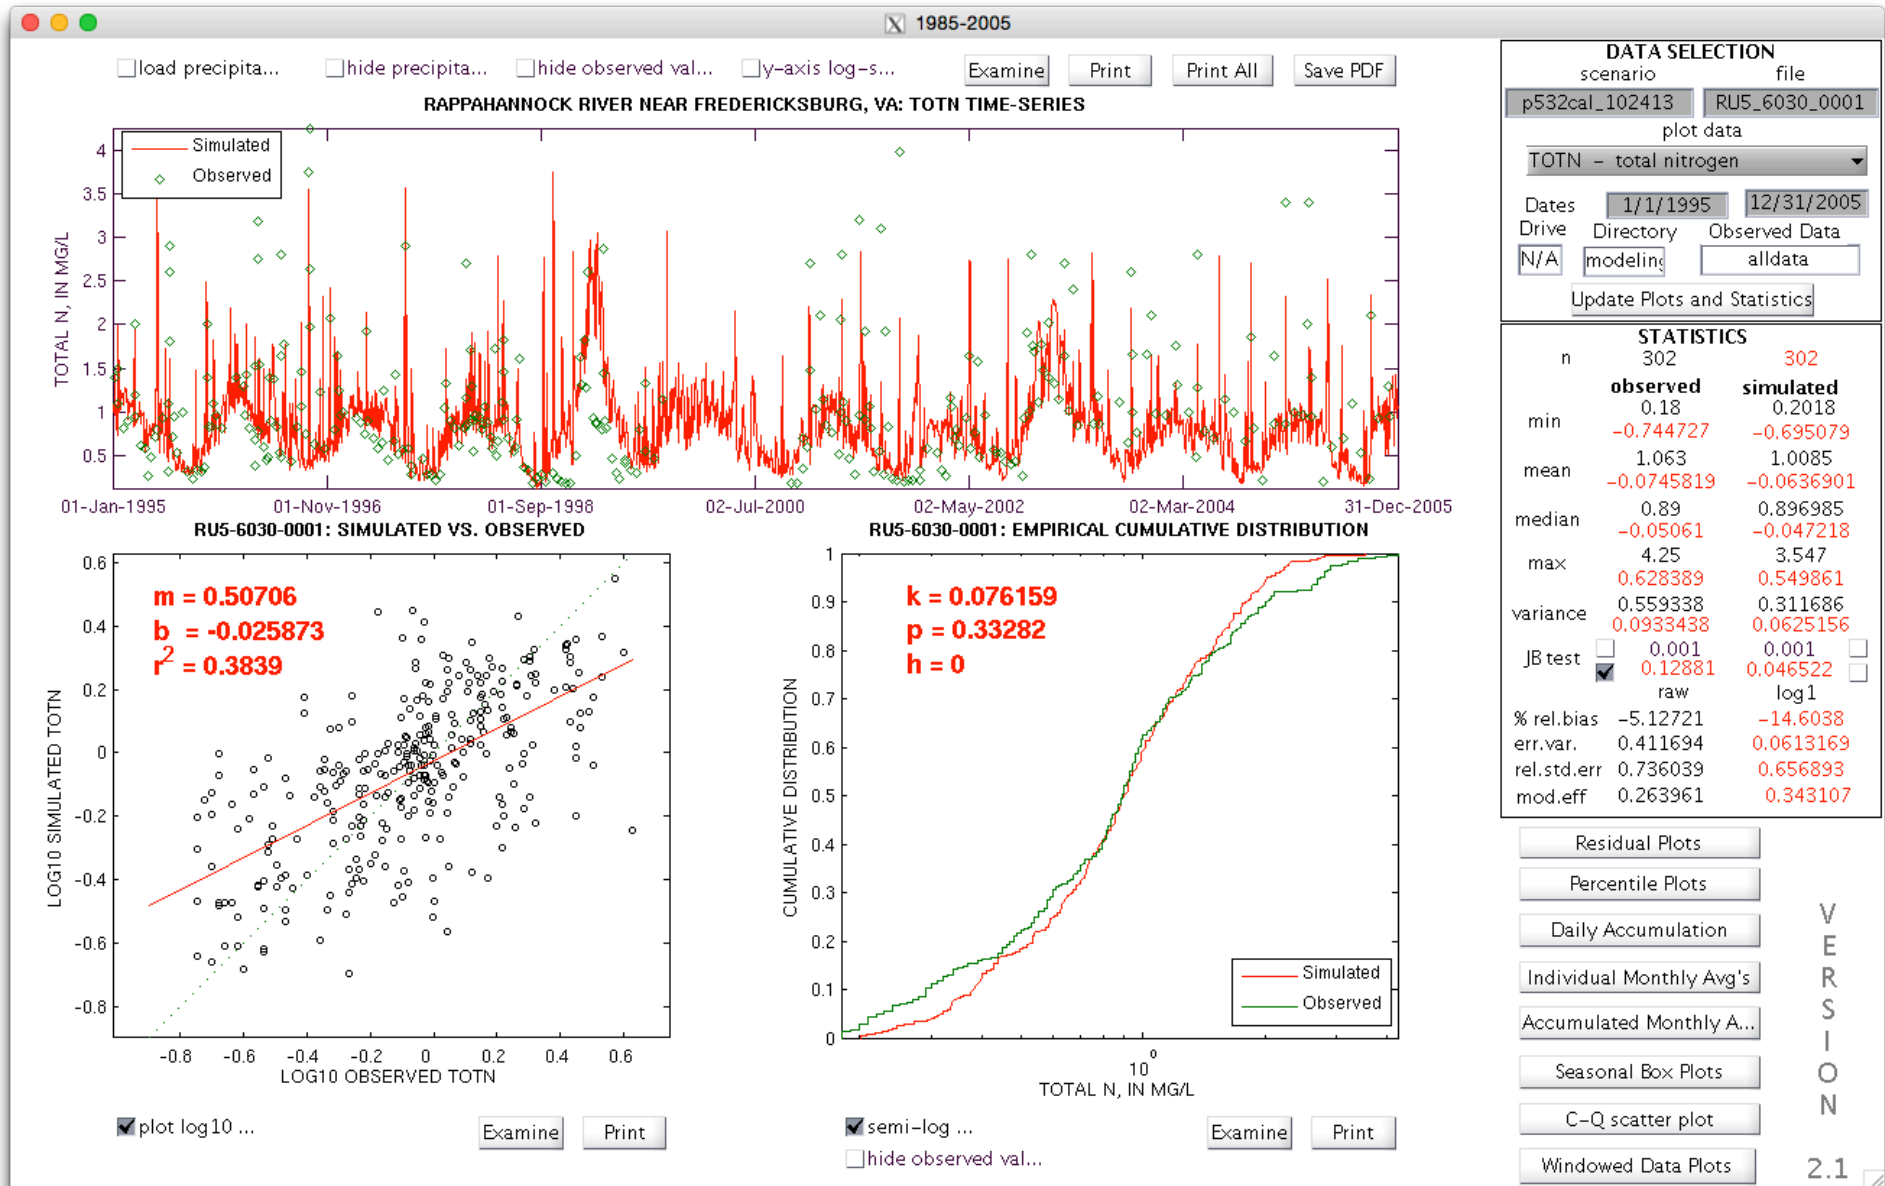 1985-2005
load precipita...
hide precipita...
hide observed val...
y-axis log-s...
Examine
Print
Print All
Save PDF
RAPPAHANNOCK RIVER NEAR FREDERICKSBURG, VA: TOTN TIME-SERIES
Simulated
Observed
TOTAL N, IN MG/L
4
3.5
3
2.5
2
1.5
1
0.5
01-Jan-1995
01-Nov-1996
01-Sep-1998
02-Jul-2000
02-May-2002
02-Mar-2004
31-Dec-2005
RU5-6030-0001: SIMULATED VS. OBSERVED
m = 0.50706
b = -0.025873
r2 = 0.3839
LOG10 SIMULATED TOTN
0.6
0.4
0.2
0
-0.2
-0.4
-0.6
-0.8
-0.8 -0.6 -0.4 -0.2 0 0.2 0.4 0.6
LOG10 OBSERVED TOTN
plot log10 ...
Examine
Print
RU5-6030-0001: EMPIRICAL CUMULATIVE DISTRIBUTION
k = 0.076159
p = 0.33282
h = 0
CUMULATIVE DISTRIBUTION
1
0.9
0.8
0.7
0.6
0.5
0.4
0.3
0.2
0.1
0
Simulated
Observed
10^0
TOTAL N, IN MG/L
semi-log ...
hide observed val...
Examine
Print
DATA SELECTION
scenario file
p532cal_102413 RU5_6030_0001
plot data
TOTN - total nitrogen
Dates 1/1/1995 12/31/2005
Drive Directory Observed Data
N/A modeling alldata
Update Plots and Statistics
STATISTICS
n 302 302
observed simulated
min 0.18 0.2018
-0.744727 -0.695079
mean 1.063 1.0085
-0.0745819 -0.0636901
median 0.89 0.896985
-0.05061 -0.047218
max 4.25 3.547
0.628389 0.549861
variance 0.559338 0.311686
0.0933438 0.0625156
JB test 0.001 0.001
0.12881 0.046522
raw log1
% rel.bias -5.12721 -14.6038
err.var. 0.411694 0.0613169
rel.std.err 0.736039 0.656893
mod.eff 0.263961 0.343107
Residual Plots
Percentile Plots
Daily Accumulation
Individual Monthly Avg's
Accumulated Monthly A...
Seasonal Box Plots
C-Q scatter plot
Windowed Data Plots
VERSION
2.1